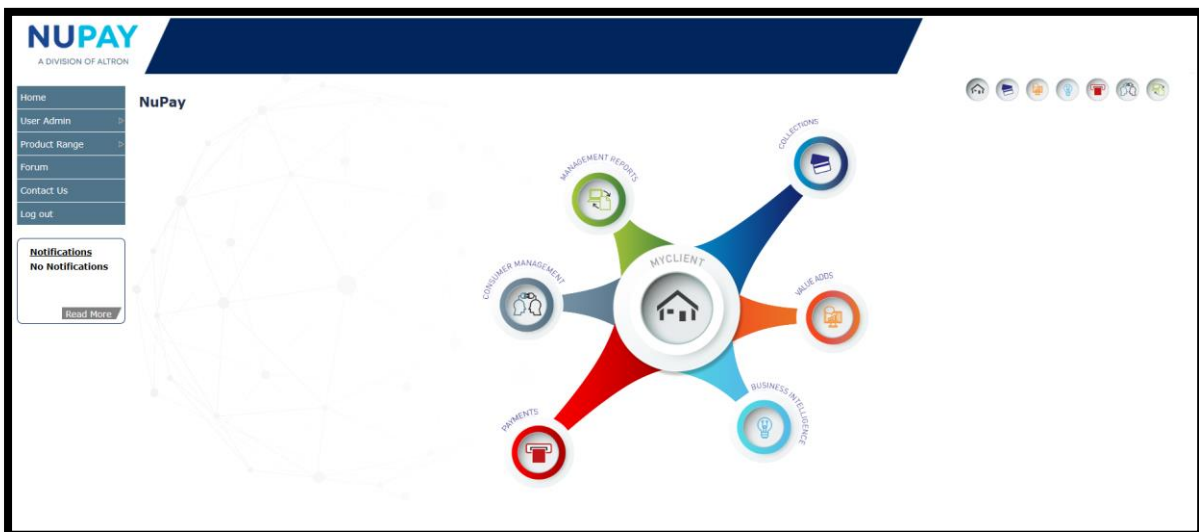 NUPAY
A DIVISION OF ALTRON
Home
User Admin
Product Range
Forum
Contact Us
Log out
Notifications
No Notifications
Read More
NuPay
COLLECTIONS
MANAGEMENT REPORTS
MYCLIENT
CONSUMER MANAGEMENT
VALUE ADDS
BUSINESS INTELLIGENCE
PAYMENTS